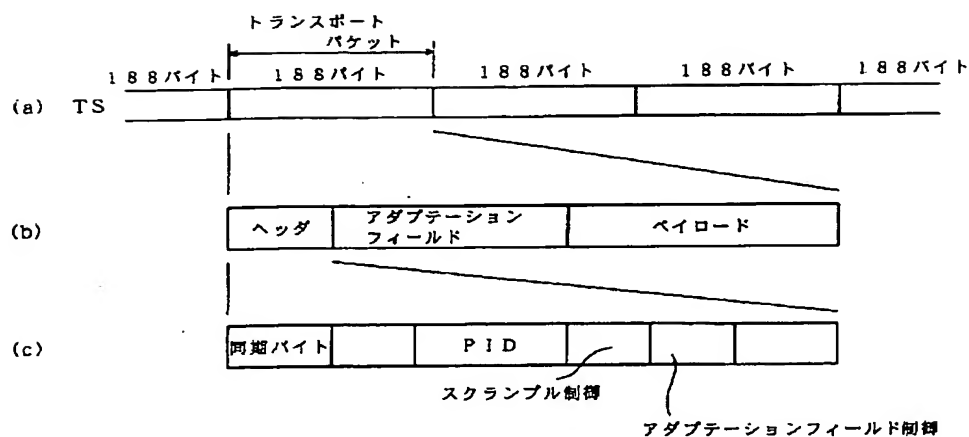 トランスポート
パケット
188バイト 188バイト 188バイト 188バイト 188バイト
(a) TS
(b) ヘッダ アダプテーション
フィールド ペイロード
(c) 同期バイト PID
スクランブル制御
アダプテーションフィールド制御